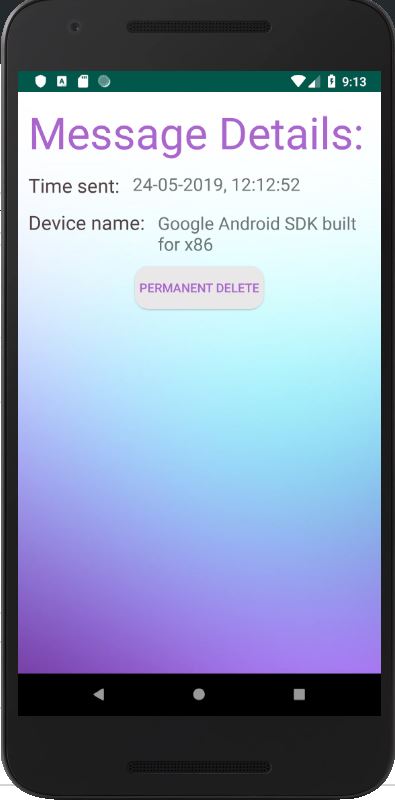 9:13
Message Details:
Time sent: 24-05-2019, 12:12:52
Device name: Google Android SDK built
for x86
PERMANENT DELETE